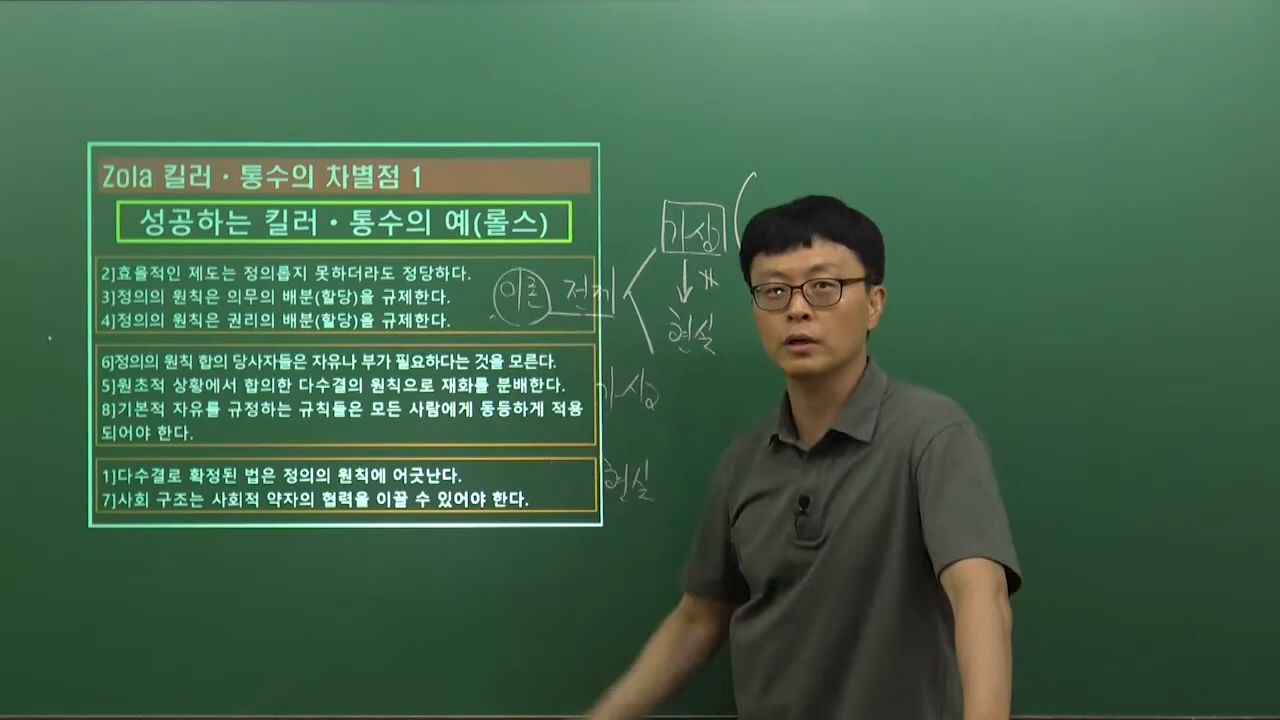 Zola 킬러·통수의 차별점 1
성공하는 킬러·통수의 예(롤스)
2]효율적인 제도는 정의롭지 못하더라도 정당하다.
3]정의의 원칙은 의무의 배분(할당)을 규제한다.
4]정의의 원칙은 권리의 배분(할당)을 규제한다.
6]정의의 원칙 합의 당사자들은 자유나 부가 필요하다는 것을 모른다.
5]원초적 상황에서 합의한 다수결의 원칙으로 재화를 분배한다.
8]기본적 자유를 규정하는 규칙들은 모든 사람에게 동등하게 적용
되어야 한다.
1]다수결로 확정된 법은 정의의 원칙에 어긋난다.
7]사회 구조는 사회적 약자의 협력을 이끌 수 있어야 한다.
이론 전제
가상
현실
가상
현실